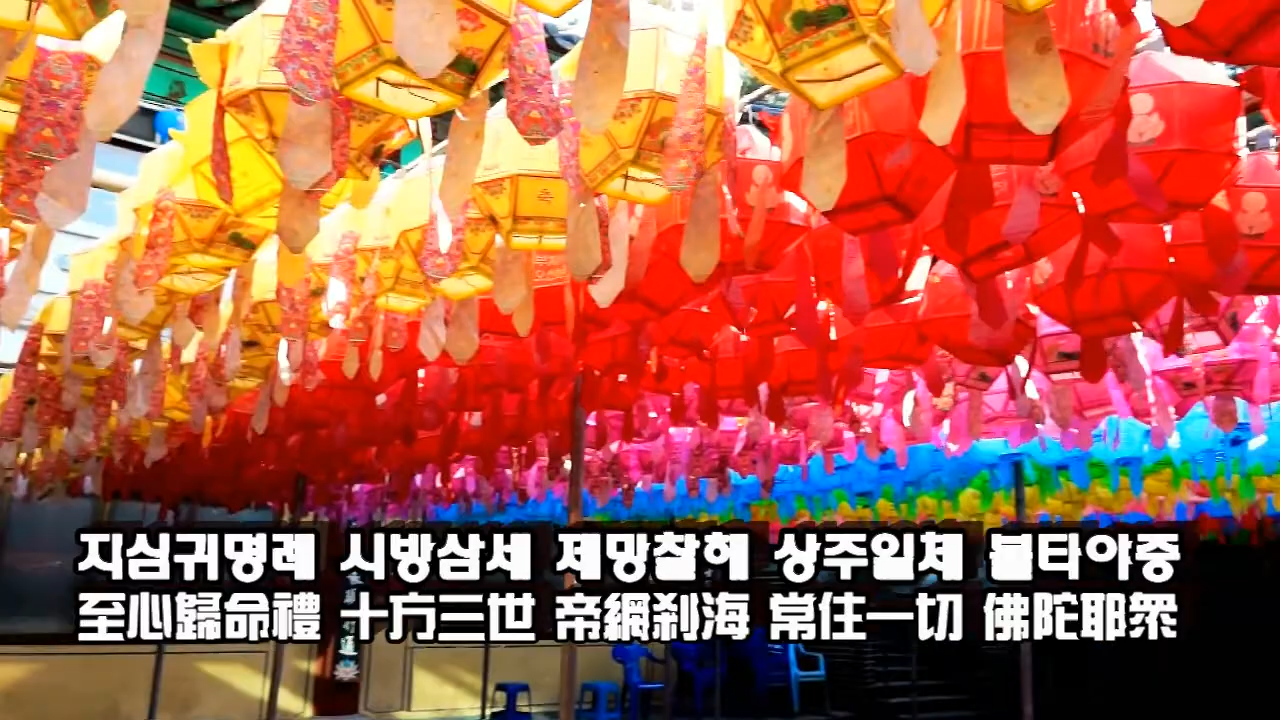 지심귀명례 시방삼세 제망찰해 상주일체 불타야중
至心歸命禮 十方三世 帝網刹海 常住一切 佛陀耶衆